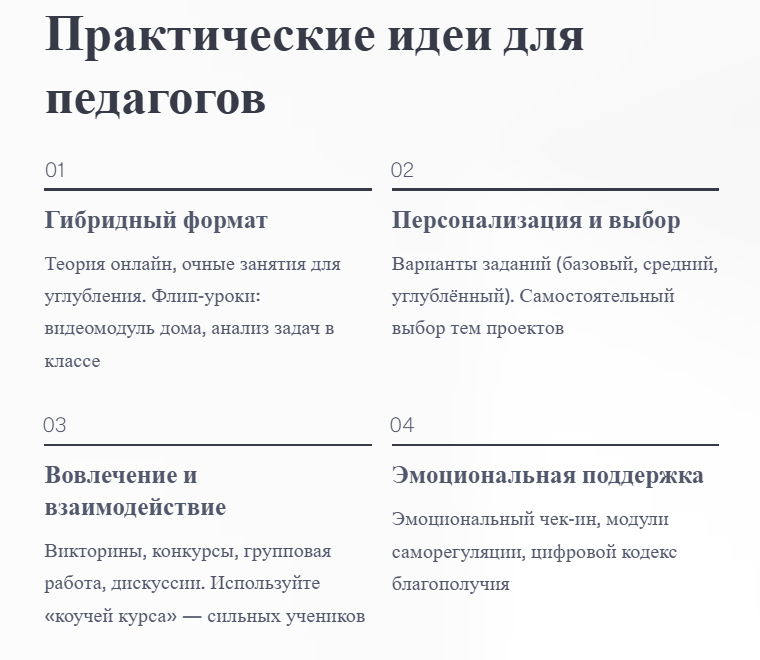 Практические идеи для
педагогов
01
Гибридный формат
Теория онлайн, очные занятия для
углубления. Флип-уроки:
видеомодуль дома, анализ задач в
классе
02
Персонализация и выбор
Варианты заданий (базовый, средний,
углублённый). Самостоятельный
выбор тем проектов
03
Вовлечение и
взаимодействие
Викторины, конкурсы, групповая
работа, дискуссии. Используйте
«коучей курса» — сильных учеников
04
Эмоциональная поддержка
Эмоциональный чек-ин, модули
саморегуляции, цифровой кодекс
благополучия